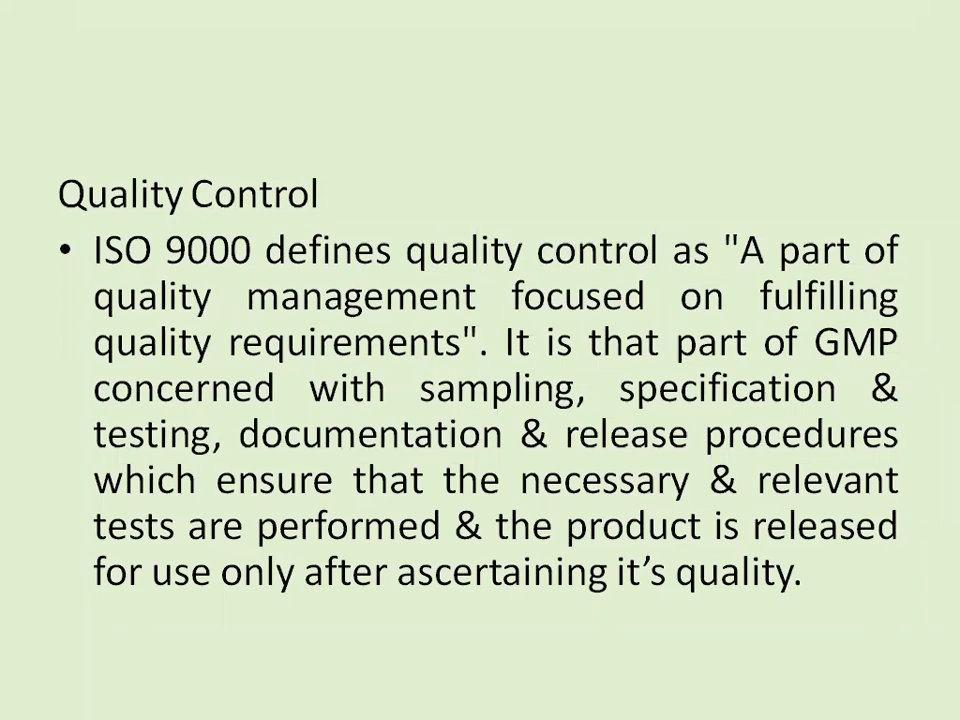 Quality Control
• ISO 9000 defines quality control as "A part of
quality management focused on fulfilling
quality requirements". It is that part of GMP
concerned with sampling, specification &
testing, documentation & release procedures
which ensure that the necessary & relevant
tests are performed & the product is released
for use only after ascertaining it’s quality.